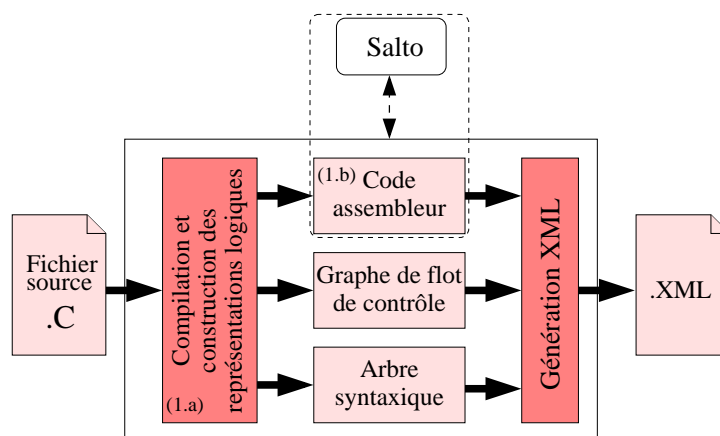 Salto
Fichier
source
.C
Compilation et
construction des
représentations logiques
(1.a)
(1.b) Code
assembleur
Graphe de flot
de contrôle
Arbre
syntaxique
Génération XML
.XML